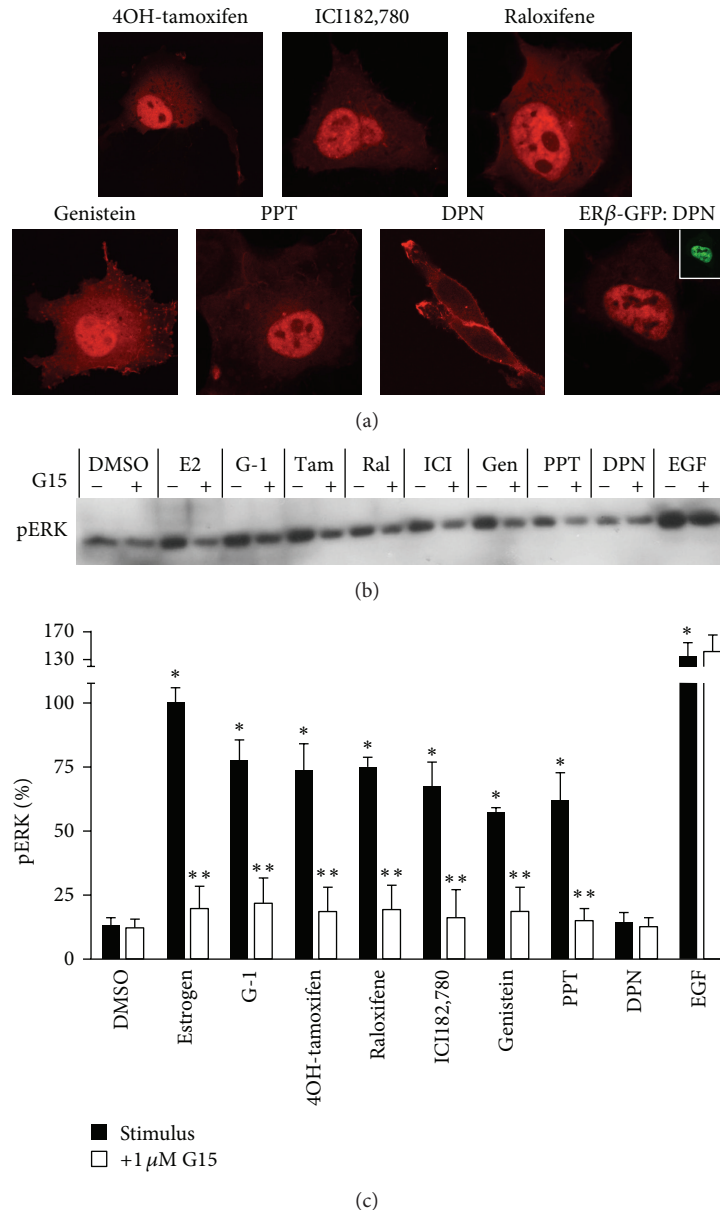 4OH-tamoxifen ICI182,780 Raloxifene
Genistein PPT DPN ERβ-GFP: DPN
(a)
DMSO E2 G-1 Tam Ral ICI Gen PPT DPN EGF
G15 − + − + − + − + − + − + − + − + − + − +
pERK
(b)
170
130
100
75
50
25
0
pERK (%)
* * * * * * * *
** ** ** ** ** ** **
DMSO
Estrogen
G-1
4OH-tamoxifen
Raloxifene
ICI182,780
Genistein
PPT
DPN
EGF
Stimulus
+1 μM G15
(c)